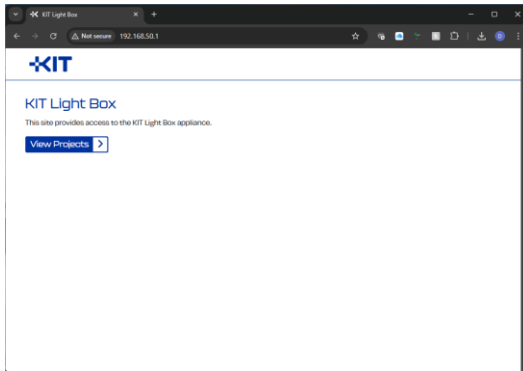 KIT Light Box
Not secure 192.168.50.1
KIT
KIT Light Box
This site provides access to the KIT Light Box appliance.
View Projects